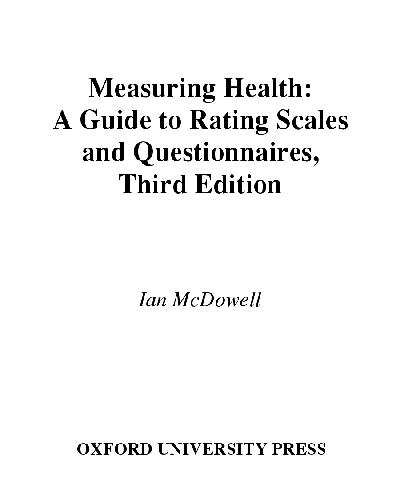 Measuring Health:
A Guide to Rating Scales
and Questionnaires,
Third Edition
Ian McDowell
OXFORD UNIVERSITY PRESS